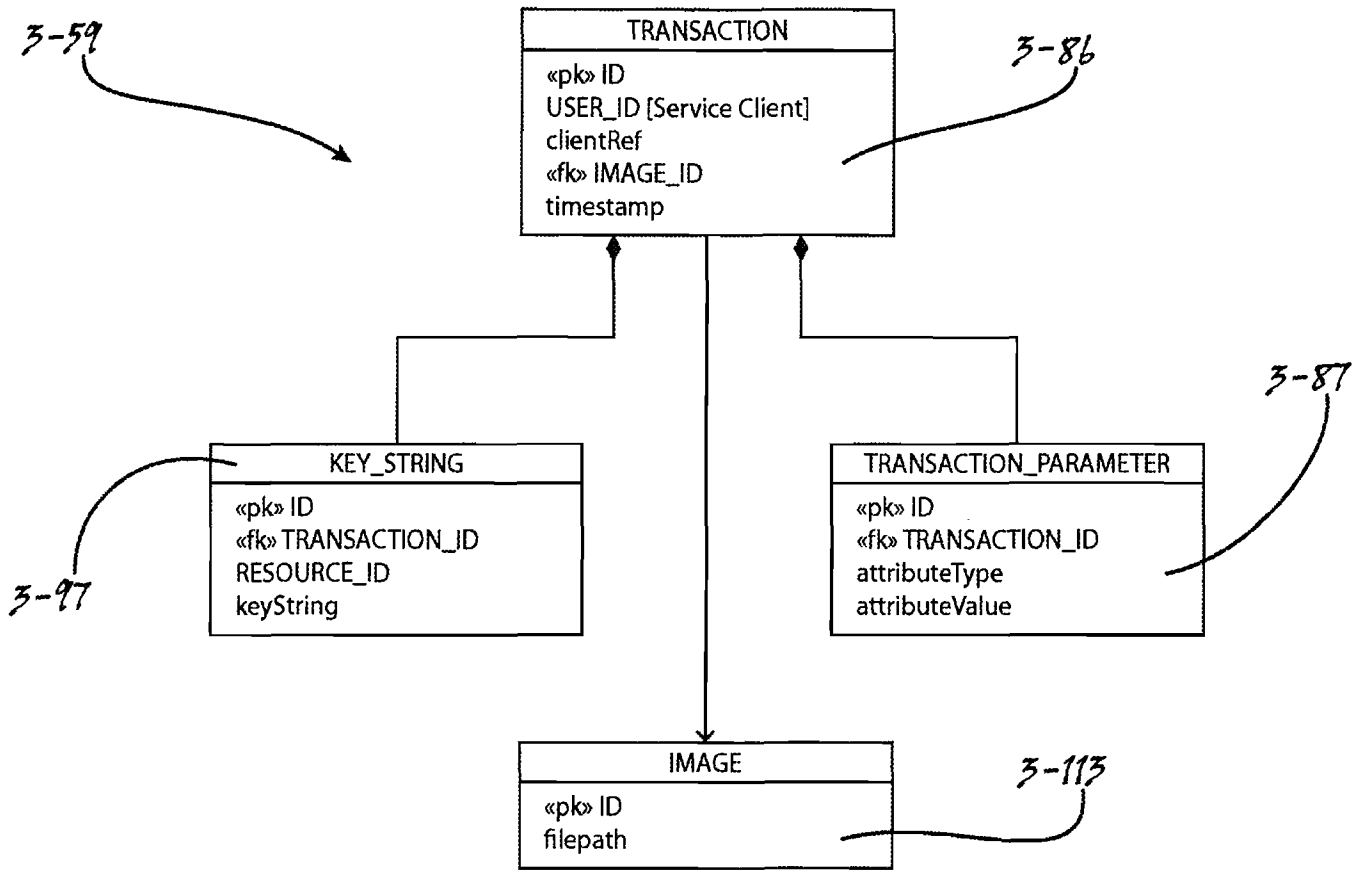 3-59
TRANSACTION
«pk» ID
USER_ID [Service Client]
clientRef
«fk» IMAGE_ID
timestamp
3-86
KEY_STRING
«pk» ID
«fk» TRANSACTION_ID
RESOURCE_ID
keyString
3-97
TRANSACTION_PARAMETER
«pk» ID
«fk» TRANSACTION_ID
attributeType
attributeValue
3-87
IMAGE
«pk» ID
filepath
3-113